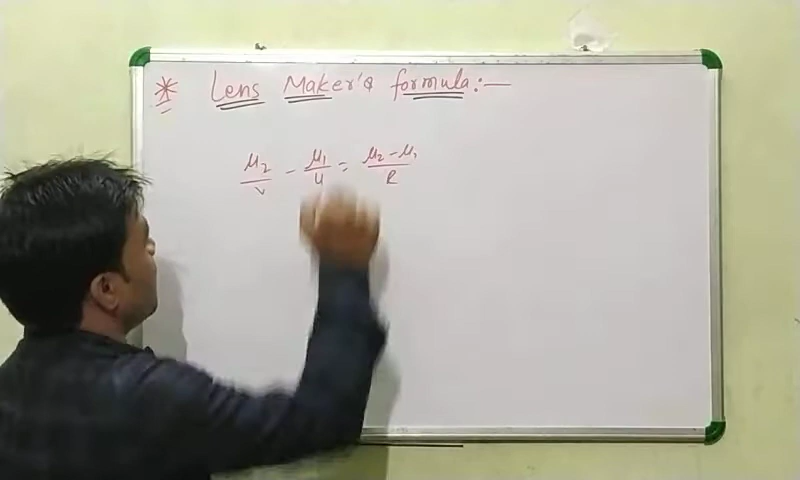 * Lens Maker's formula:—
μ₂/v - μ₁/u = μ₂-μ₁/R